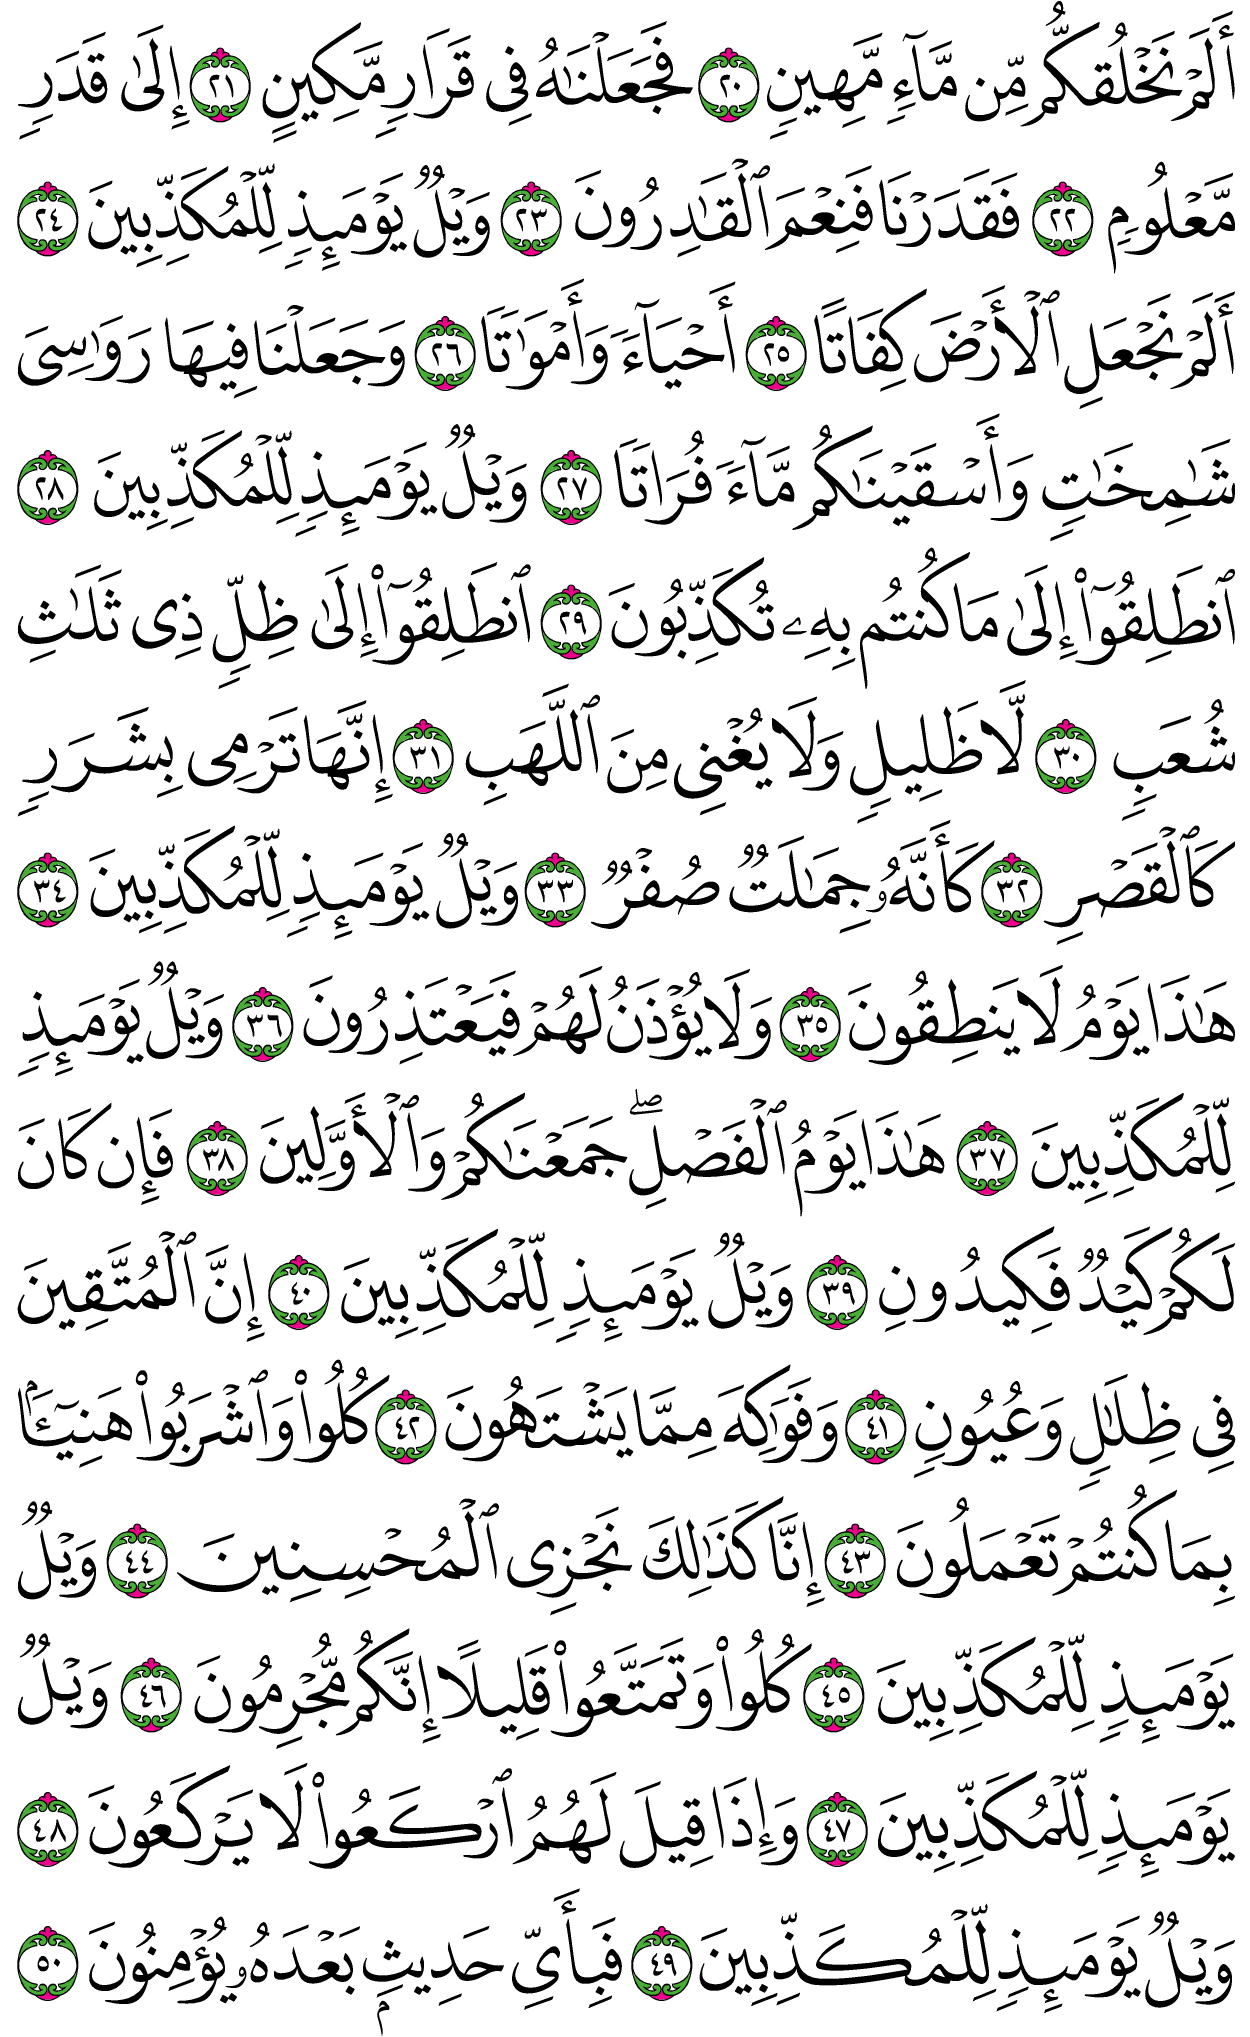 أَلَمۡ نَخۡلُقكُّم مِّن مَّآءٖ مَّهِينٖ ٢٠ فَجَعَلۡنَٰهُ فِي قَرَارٖ مَّكِينٍ ٢١ إِلَىٰ قَدَرٖ
مَّعۡلُومٖ ٢٢ فَقَدَرۡنَا فَنِعۡمَ ٱلۡقَٰدِرُونَ ٢٣ وَيۡلٞ يَوۡمَئِذٖ لِّلۡمُكَذِّبِينَ ٢٤
أَلَمۡ نَجۡعَلِ ٱلۡأَرۡضَ كِفَاتًا ٢٥ أَحۡيَآءٗ وَأَمۡوَٰتٗا ٢٦ وَجَعَلۡنَا فِيهَا رَوَٰسِيَ
شَٰمِخَٰتٖ وَأَسۡقَيۡنَٰكُم مَّآءٗ فُرَاتٗا ٢٧ وَيۡلٞ يَوۡمَئِذٖ لِّلۡمُكَذِّبِينَ ٢٨
ٱنطَلِقُوٓاْ إِلَىٰ مَا كُنتُم بِهِۦ تُكَذِّبُونَ ٢٩ ٱنطَلِقُوٓاْ إِلَىٰ ظِلّٖ ذِي ثَلَٰثِ
شُعَبٖ ٣٠ لَّا ظَلِيلٖ وَلَا يُغۡنِي مِنَ ٱللَّهَبِ ٣١ إِنَّهَا تَرۡمِي بِشَرَرٖ
كَٱلۡقَصۡرِ ٣٢ كَأَنَّهُۥ جِمَٰلَتٞ صُفۡرٞ ٣٣ وَيۡلٞ يَوۡمَئِذٖ لِّلۡمُكَذِّبِينَ ٣٤
هَٰذَا يَوۡمُ لَا يَنطِقُونَ ٣٥ وَلَا يُؤۡذَنُ لَهُمۡ فَيَعۡتَذِرُونَ ٣٦ وَيۡلٞ يَوۡمَئِذٖ
لِّلۡمُكَذِّبِينَ ٣٧ هَٰذَا يَوۡمُ ٱلۡفَصۡلِۖ جَمَعۡنَٰكُمۡ وَٱلۡأَوَّلِينَ ٣٨ فَإِن كَانَ
لَكُمۡ كَيۡدٞ فَكِيدُونِ ٣٩ وَيۡلٞ يَوۡمَئِذٖ لِّلۡمُكَذِّبِينَ ٤٠ إِنَّ ٱلۡمُتَّقِينَ
فِي ظِلَٰلٖ وَعُيُونٖ ٤١ وَفَوَٰكِهَ مِمَّا يَشۡتَهُونَ ٤٢ كُلُواْ وَٱشۡرَبُواْ هَنِيٓـَٔۢا
بِمَا كُنتُمۡ تَعۡمَلُونَ ٤٣ إِنَّا كَذَٰلِكَ نَجۡزِي ٱلۡمُحۡسِنِينَ ٤٤ وَيۡلٞ
يَوۡمَئِذٖ لِّلۡمُكَذِّبِينَ ٤٥ كُلُواْ وَتَمَتَّعُواْ قَلِيلًا إِنَّكُم مُّجۡرِمُونَ ٤٦ وَيۡلٞ
يَوۡمَئِذٖ لِّلۡمُكَذِّبِينَ ٤٧ وَإِذَا قِيلَ لَهُمُ ٱرۡكَعُواْ لَا يَرۡكَعُونَ ٤٨
وَيۡلٞ يَوۡمَئِذٖ لِّلۡمُكَذِّبِينَ ٤٩ فَبِأَيِّ حَدِيثِۭ بَعۡدَهُۥ يُؤۡمِنُونَ ٥٠